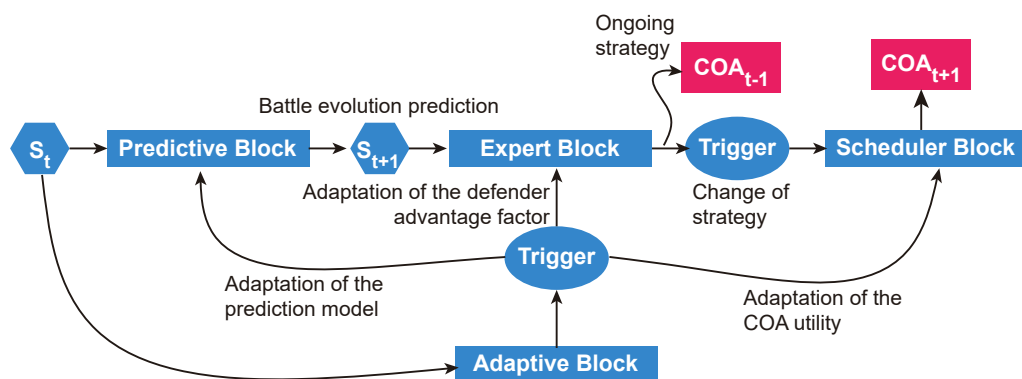 Ongoing
strategy
COAt-1
COAt+1
Battle evolution prediction
St
Predictive Block
St+1
Expert Block
Trigger
Scheduler Block
Adaptation of the defender
advantage factor
Change of
strategy
Trigger
Adaptation of the
prediction model
Adaptation of the
COA utility
Adaptive Block